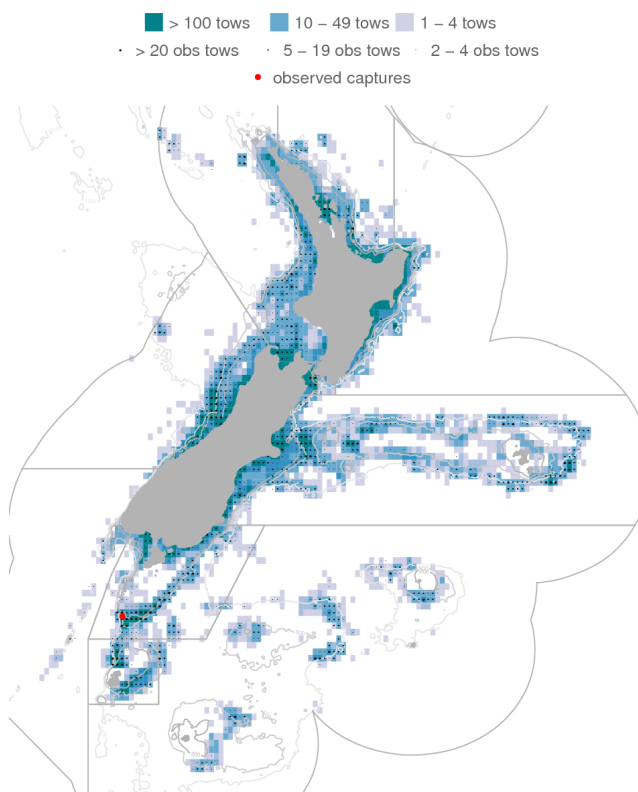 > 100 tows 10 − 49 tows 1 − 4 tows
> 20 obs tows 5 − 19 obs tows 2 − 4 obs tows
observed captures